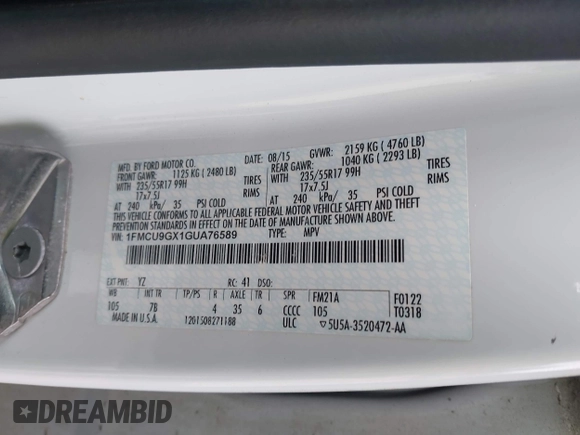 MFD. BY FORD MOTOR CO.
08/15 GVWR: 2159 KG ( 4760 LB)
FRONT GAWR: 1125 KG ( 2480 LB) REAR GAWR: 1040 KG ( 2293 LB)
WITH 235/55R17 99H TIRES WITH 235/55R17 99H TIRES
17x7.5J RIMS 17x7.5J RIMS
AT 240 kPa/ 35 PSI COLD AT 240 kPa/ 35 PSI COLD
THIS VEHICLE CONFORMS TO ALL APPLICABLE FEDERAL MOTOR VEHICLE SAFETY AND THEFT
PREVENTION STANDARDS IN EFFECT ON THE DATE OF MANUFACTURE SHOWN ABOVE.
VIN: 1FMCU9GX1GUA76589 TYPE: MPV
EXT PNT: YZ RC: 41 DSO:
WB INT TR TP/PS R AXLE TR SPR FM21A F0122
105 7B 4 35 6 CCCC 105 T0318
MADE IN U.S.A. 1201508271188 ULC ▽5U5A-3520472-AA
DREAMBID